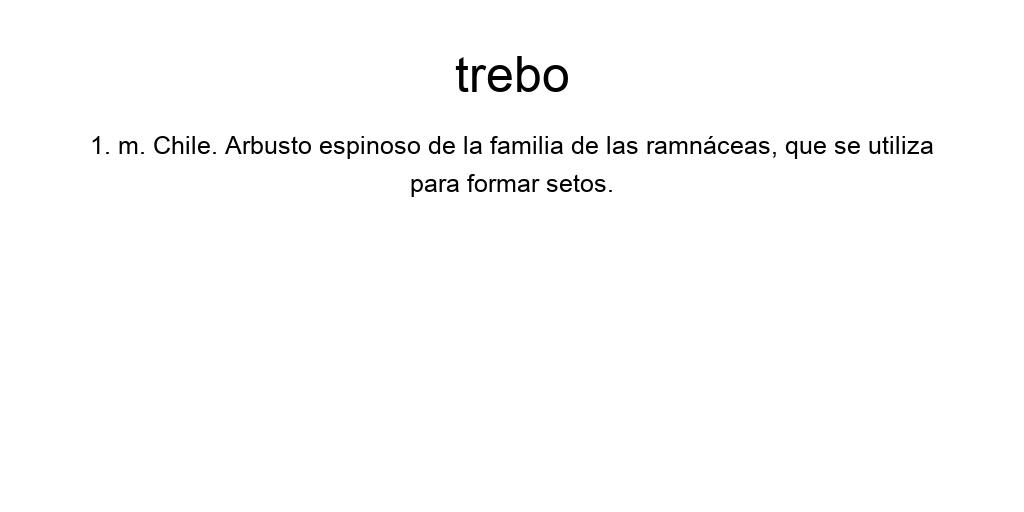 trebo
1. m. Chile. Arbusto espinoso de la familia de las ramnáceas, que se utiliza
para formar setos.